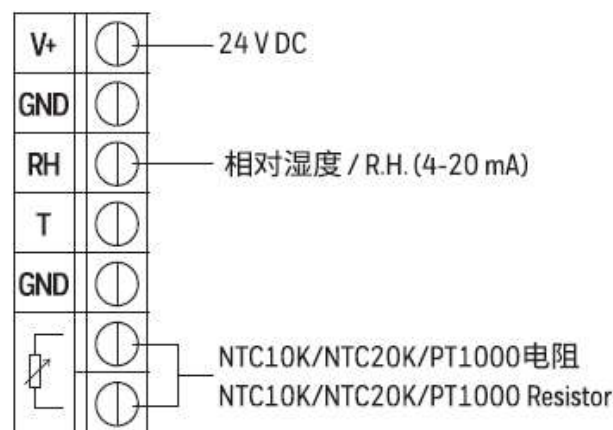 V+ 24 V DC
GND
RH 相对湿度 / R.H. (4-20 mA)
T
GND
NTC10K/NTC20K/PT1000电阻
NTC10K/NTC20K/PT1000 Resistor